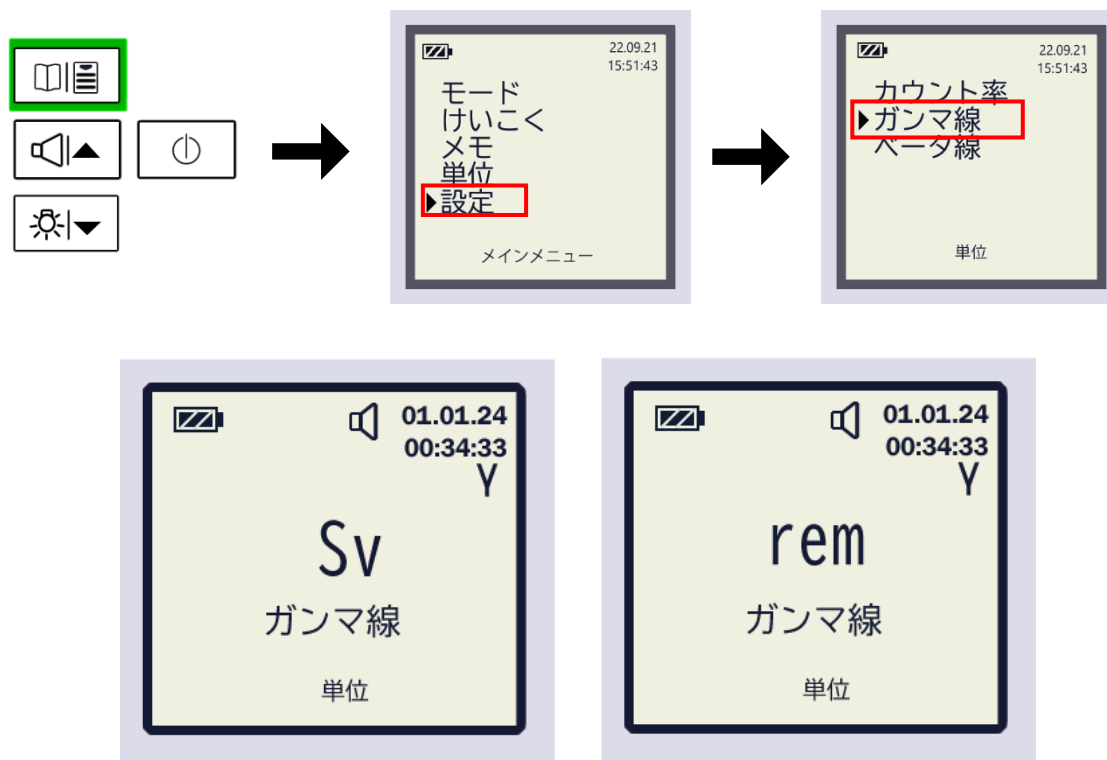 22.09.21
15:51:43
モード
けいこく
メモ
単位
設定
メインメニュー
22.09.21
15:51:43
カウント率
ガンマ線
ベータ線
単位
01.01.24
00:34:33
γ
Sv
ガンマ線
単位
01.01.24
00:34:33
γ
rem
ガンマ線
単位